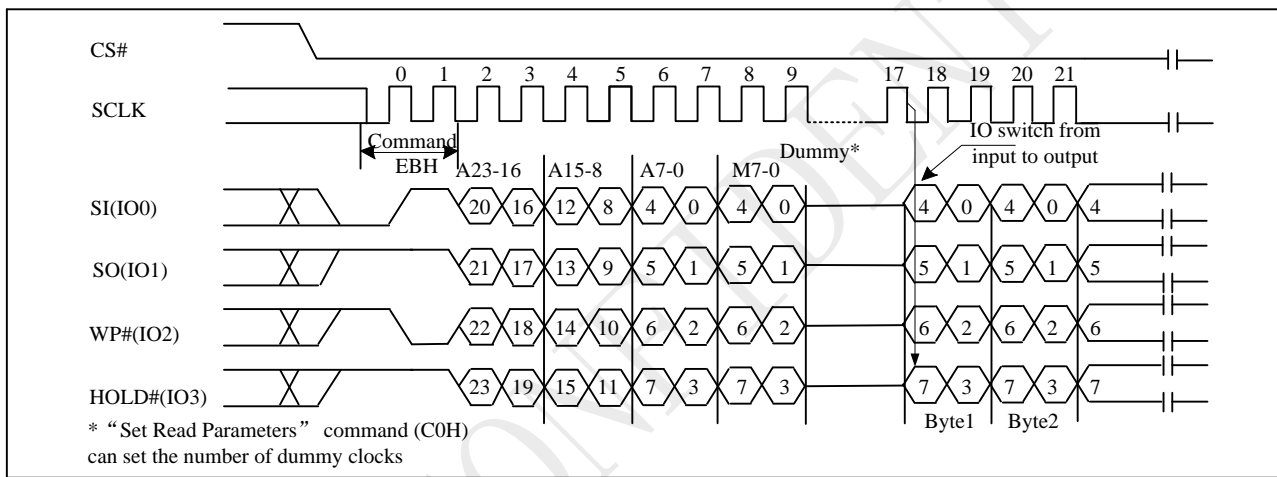 CS#
0 1 2 3 4 5 6 7 8 9 17 18 19 20 21
SCLK
Command
EBH
Dummy*
IO switch from
input to output
A23-16 A15-8 A7-0 M7-0
SI(IO0) 20 16 12 8 4 0 4 0 4 0 4 0 4
SO(IO1) 21 17 13 9 5 1 5 1 5 1 5 1 5
WP#(IO2) 22 18 14 10 6 2 6 2 6 2 6 2 6
HOLD#(IO3) 23 19 15 11 7 3 7 3 7 3 7 3 7
Byte1 Byte2
* “Set Read Parameters” command (C0H)
can set the number of dummy clocks